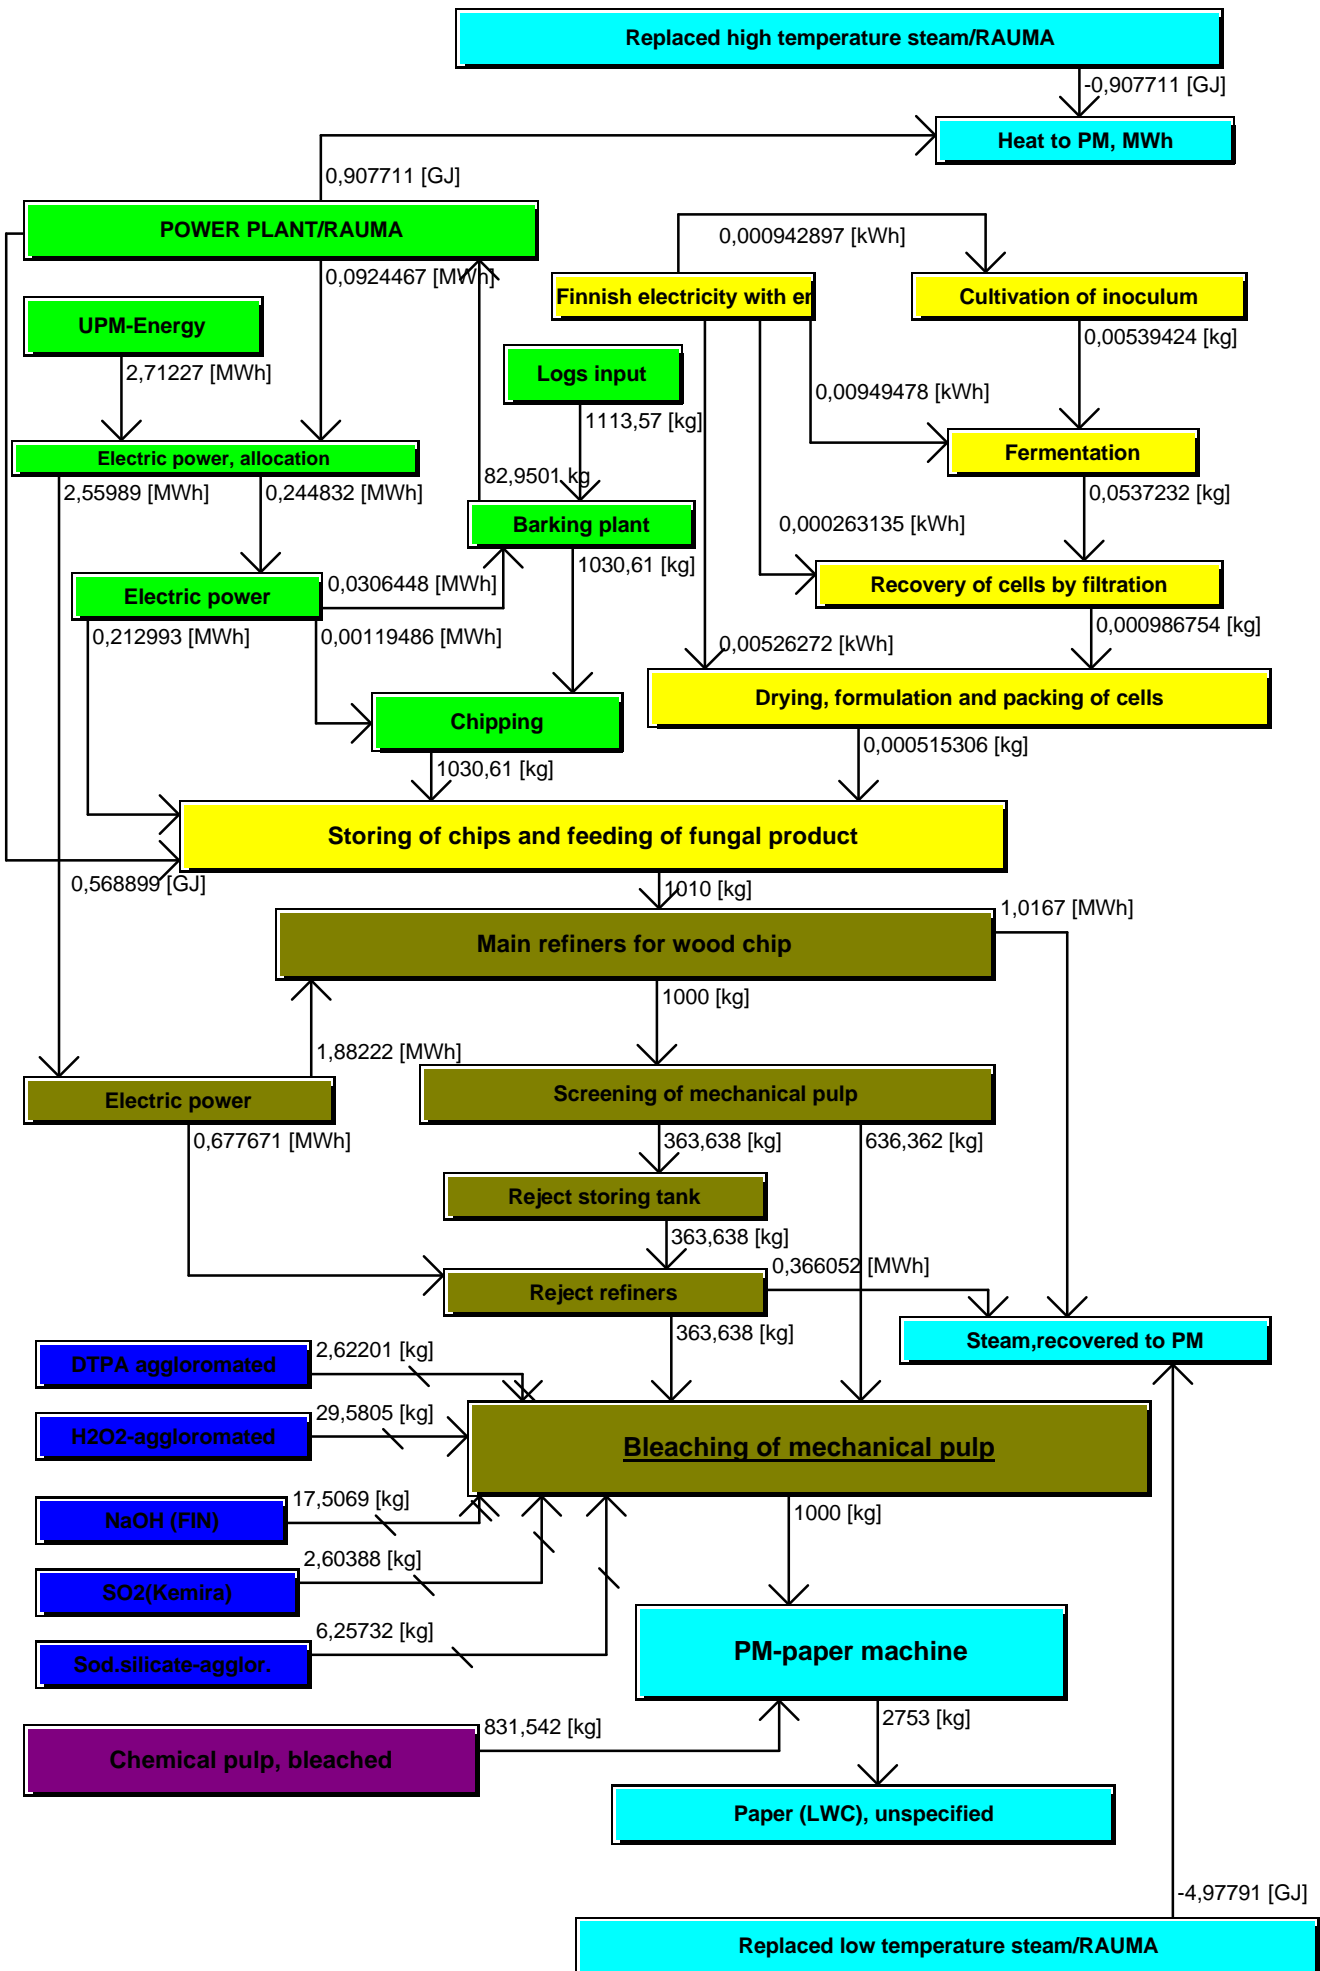 Replaced high temperature steam/RAUMA
-0,907711 [GJ]
Heat to PM, MWh
0,907711 [GJ]
POWER PLANT/RAUMA
0,000942897 [kWh]
0,0924467 [MWh]
Finnish electricity with en
Cultivation of inoculum
UPM-Energy
0,00539424 [kg]
2,71227 [MWh]
Logs input
0,00949478 [kWh]
1113,57 [kg]
Electric power, allocation
Fermentation
2,55989 [MWh]
0,244832 [MWh]
82,9501 kg
0,0537232 [kg]
Barking plant
0,000263135 [kWh]
1030,61 [kg]
Electric power
0,0306448 [MWh]
Recovery of cells by filtration
0,212993 [MWh]
0,00119486 [MWh]
0,000986754 [kg]
0,00526272 [kWh]
Drying, formulation and packing of cells
Chipping
0,000515306 [kg]
1030,61 [kg]
Storing of chips and feeding of fungal product
0,568899 [GJ]
1010 [kg]
1,0167 [MWh]
Main refiners for wood chip
1000 [kg]
1,88222 [MWh]
Electric power
Screening of mechanical pulp
0,677671 [MWh]
363,638 [kg]
636,362 [kg]
Reject storing tank
363,638 [kg]
0,366052 [MWh]
Reject refiners
363,638 [kg]
Steam,recovered to PM
DTPA aggloromated
2,62201 [kg]
H2O2-aggloromated
29,5805 [kg]
Bleaching of mechanical pulp
17,5069 [kg]
NaOH (FIN)
1000 [kg]
2,60388 [kg]
SO2(Kemira)
6,25732 [kg]
Sod.silicate-agglor.
PM-paper machine
831,542 [kg]
2753 [kg]
Chemical pulp, bleached
Paper (LWC), unspecified
-4,97791 [GJ]
Replaced low temperature steam/RAUMA